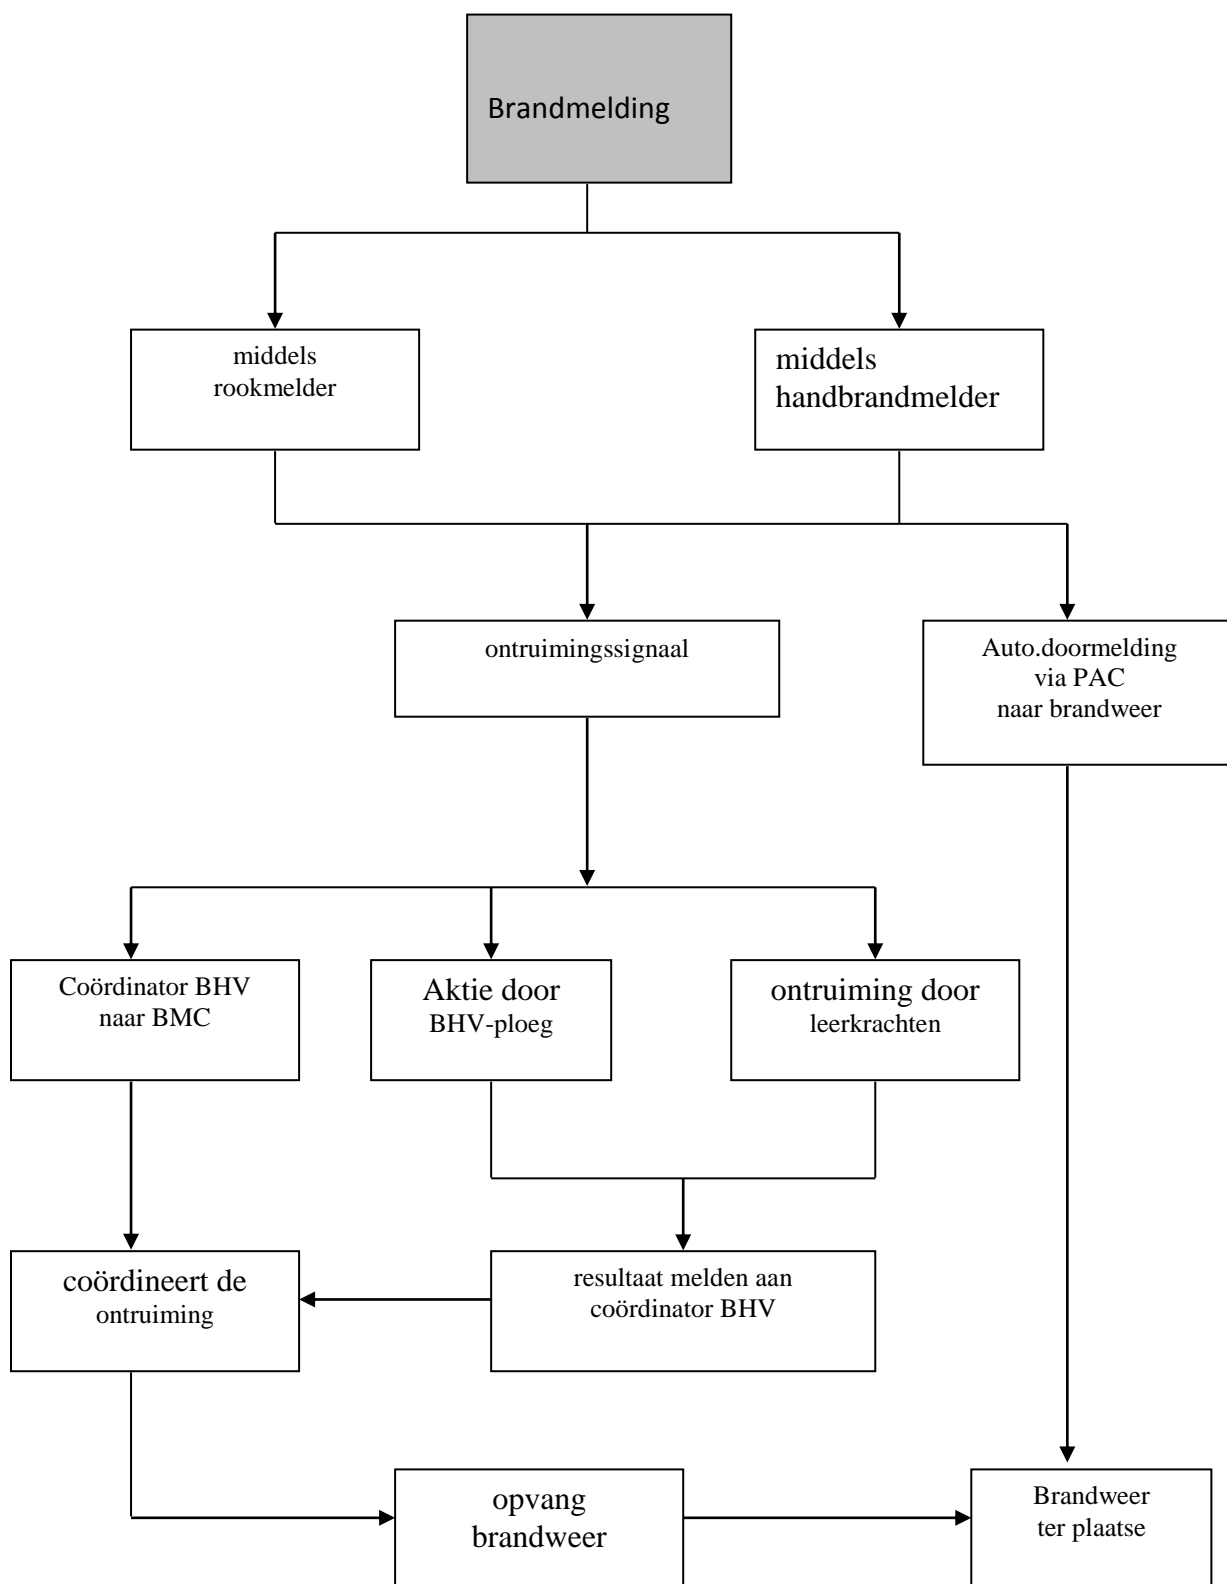 Brandmelding
middels
rookmelder
middels
handbrandmelder
ontruimingssignaal
Auto.doormelding
via PAC
naar brandweer
Coördinator BHV
naar BMC
Aktie door
BHV-ploeg
ontruiming door
leerkrachten
coördineert de
ontruiming
resultaat melden aan
coördinator BHV
opvang
brandweer
Brandweer
ter plaatse